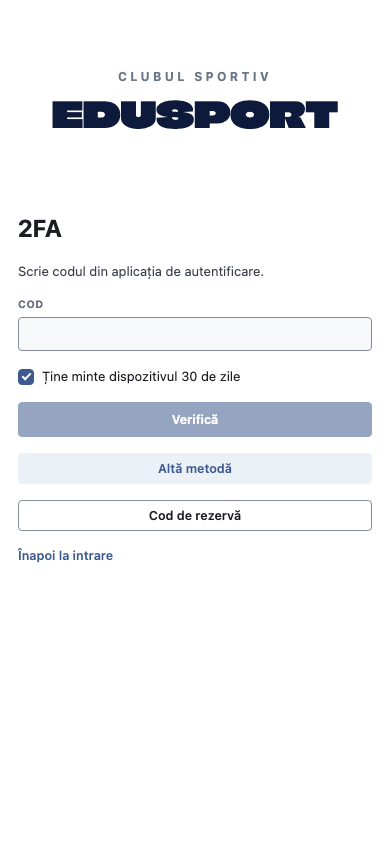 CLUBUL SPORTIV
EDUSPORT
2FA
Scrie codul din aplicația de autentificare.
COD
Ține minte dispozitivul 30 de zile
Verifică
Altă metodă
Cod de rezervă
Înapoi la intrare